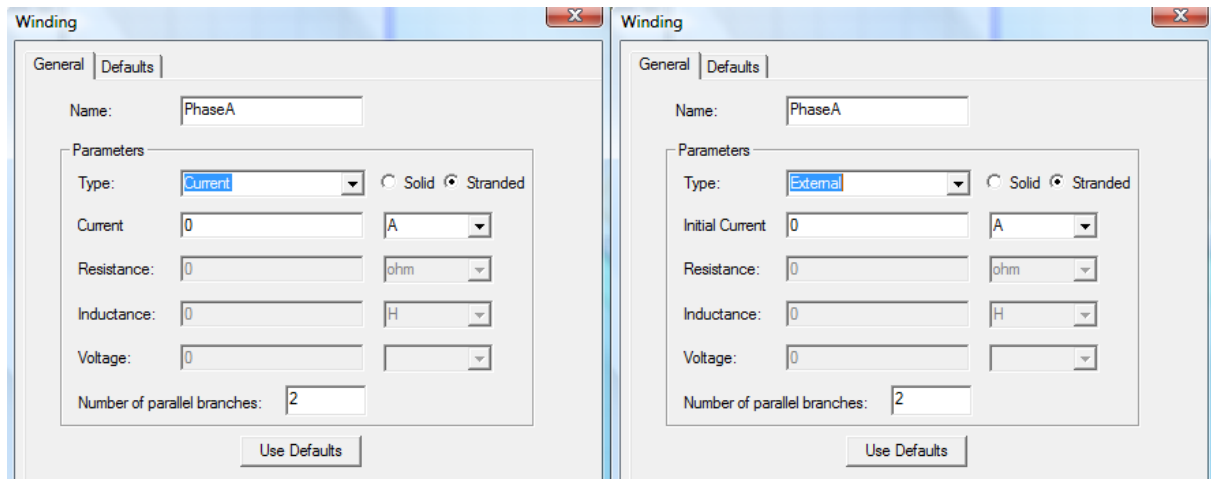 Winding
General Defaults
Name: PhaseA
Parameters
Type: Current Solid Stranded
Current 0 A
Resistance: 0 ohm
Inductance: 0 H
Voltage: 0
Number of parallel branches: 2
Use Defaults
Winding
General Defaults
Name: PhaseA
Parameters
Type: External Solid Stranded
Initial Current 0 A
Resistance: 0 ohm
Inductance: 0 H
Voltage: 0
Number of parallel branches: 2
Use Defaults